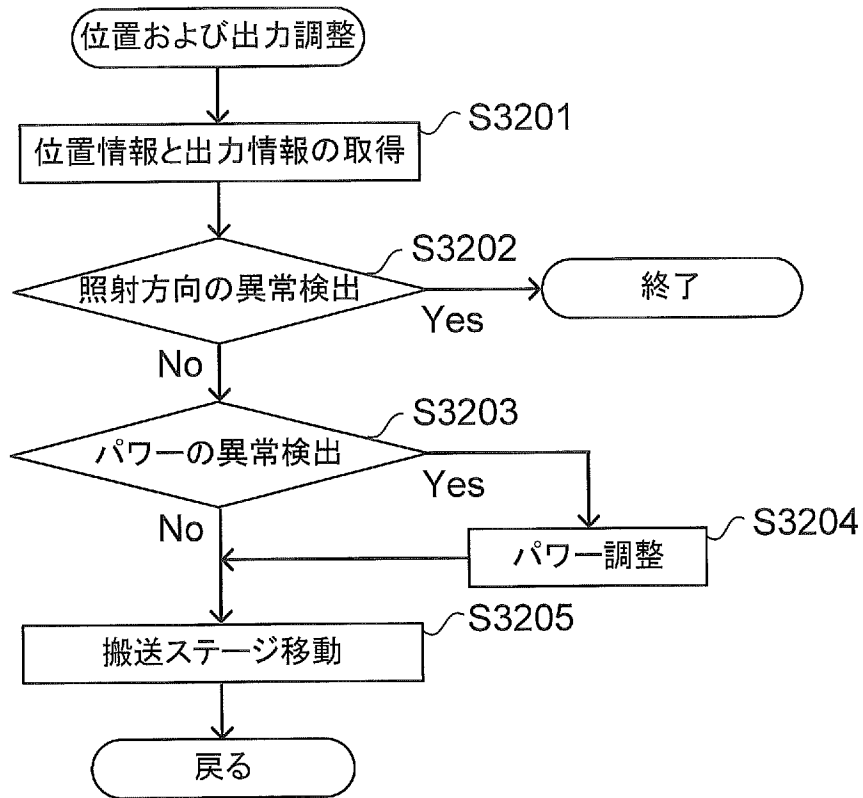 位置および出力調整
S3201
位置情報と出力情報の取得
S3202
照射方向の異常検出
終了
Yes
No
S3203
パワーの異常検出
Yes
No
S3204
パワー調整
S3205
搬送ステージ移動
戻る